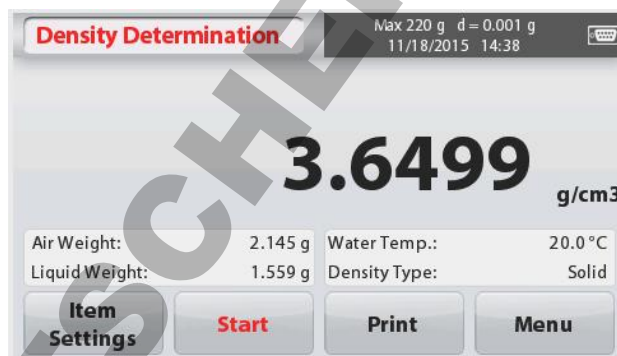 Density Determination
Max 220 g d = 0.001 g
11/18/2015 14:38
3.6499
g/cm3
Air Weight: 2.145 g Water Temp.: 20.0 °C
Liquid Weight: 1.559 g Density Type: Solid
Item
Settings
Start
Print
Menu